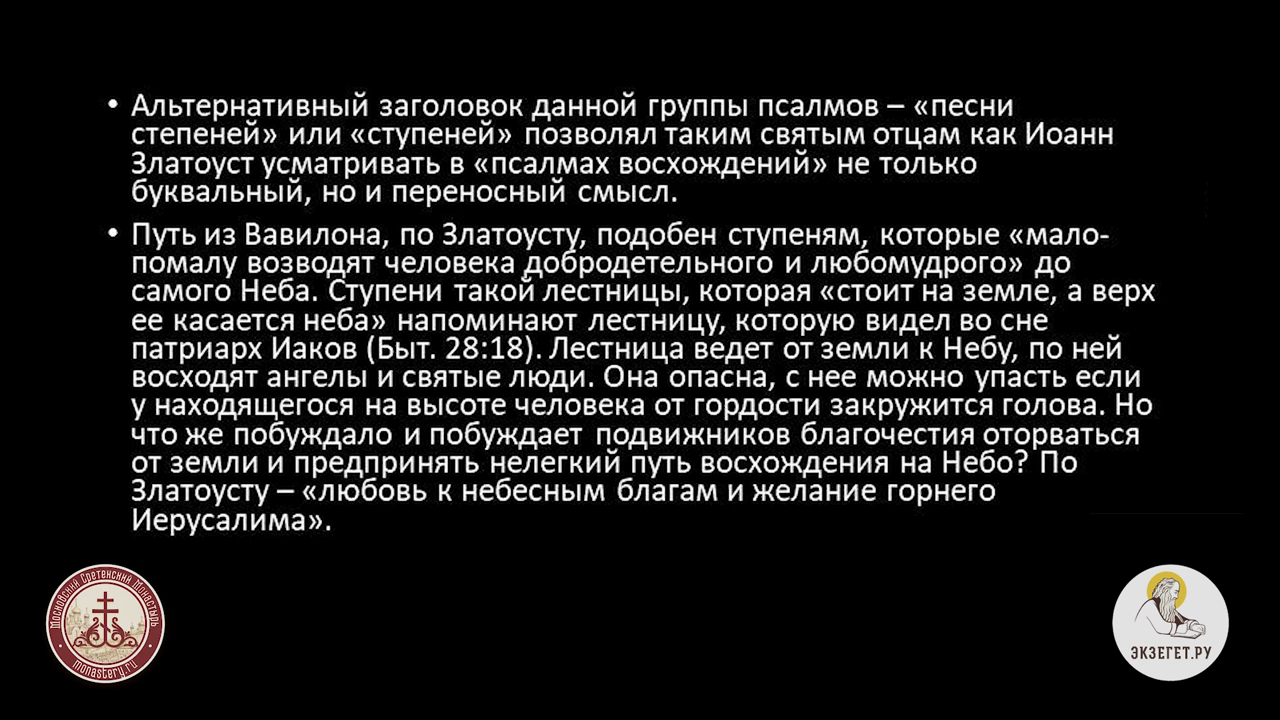 • Альтернативный заголовок данной группы псалмов – «песни
степеней» или «ступеней» позволял таким святым отцам как Иоанн
Златоуст усматривать в «псалмах восхождений» не только
буквальный, но и переносный смысл.
• Путь из Вавилона, по Златоусту, подобен ступеням, которые «мало-
помалу возводят человека добродетельного и любомудрого» до
самого Неба. Ступени такой лестницы, которая «стоит на земле, а верх
ее касается неба» напоминают лестницу, которую видел во сне
патриарх Иаков (Быт. 28:18). Лестница ведет от земли к Небу, по ней
восходят ангелы и святые люди. Она опасна, с нее можно упасть если
у находящегося на высоте человека от гордости закружится голова. Но
что же побуждало и побуждает подвижников благочестия оторваться
от земли и предпринять нелегкий путь восхождения на Небо? По
Златоусту – «любовь к небесным благам и желание горнего
Иерусалима».
Московский Сретенский Монастырь
monastery.ru
ЭКЗЕГЕТ.РУ